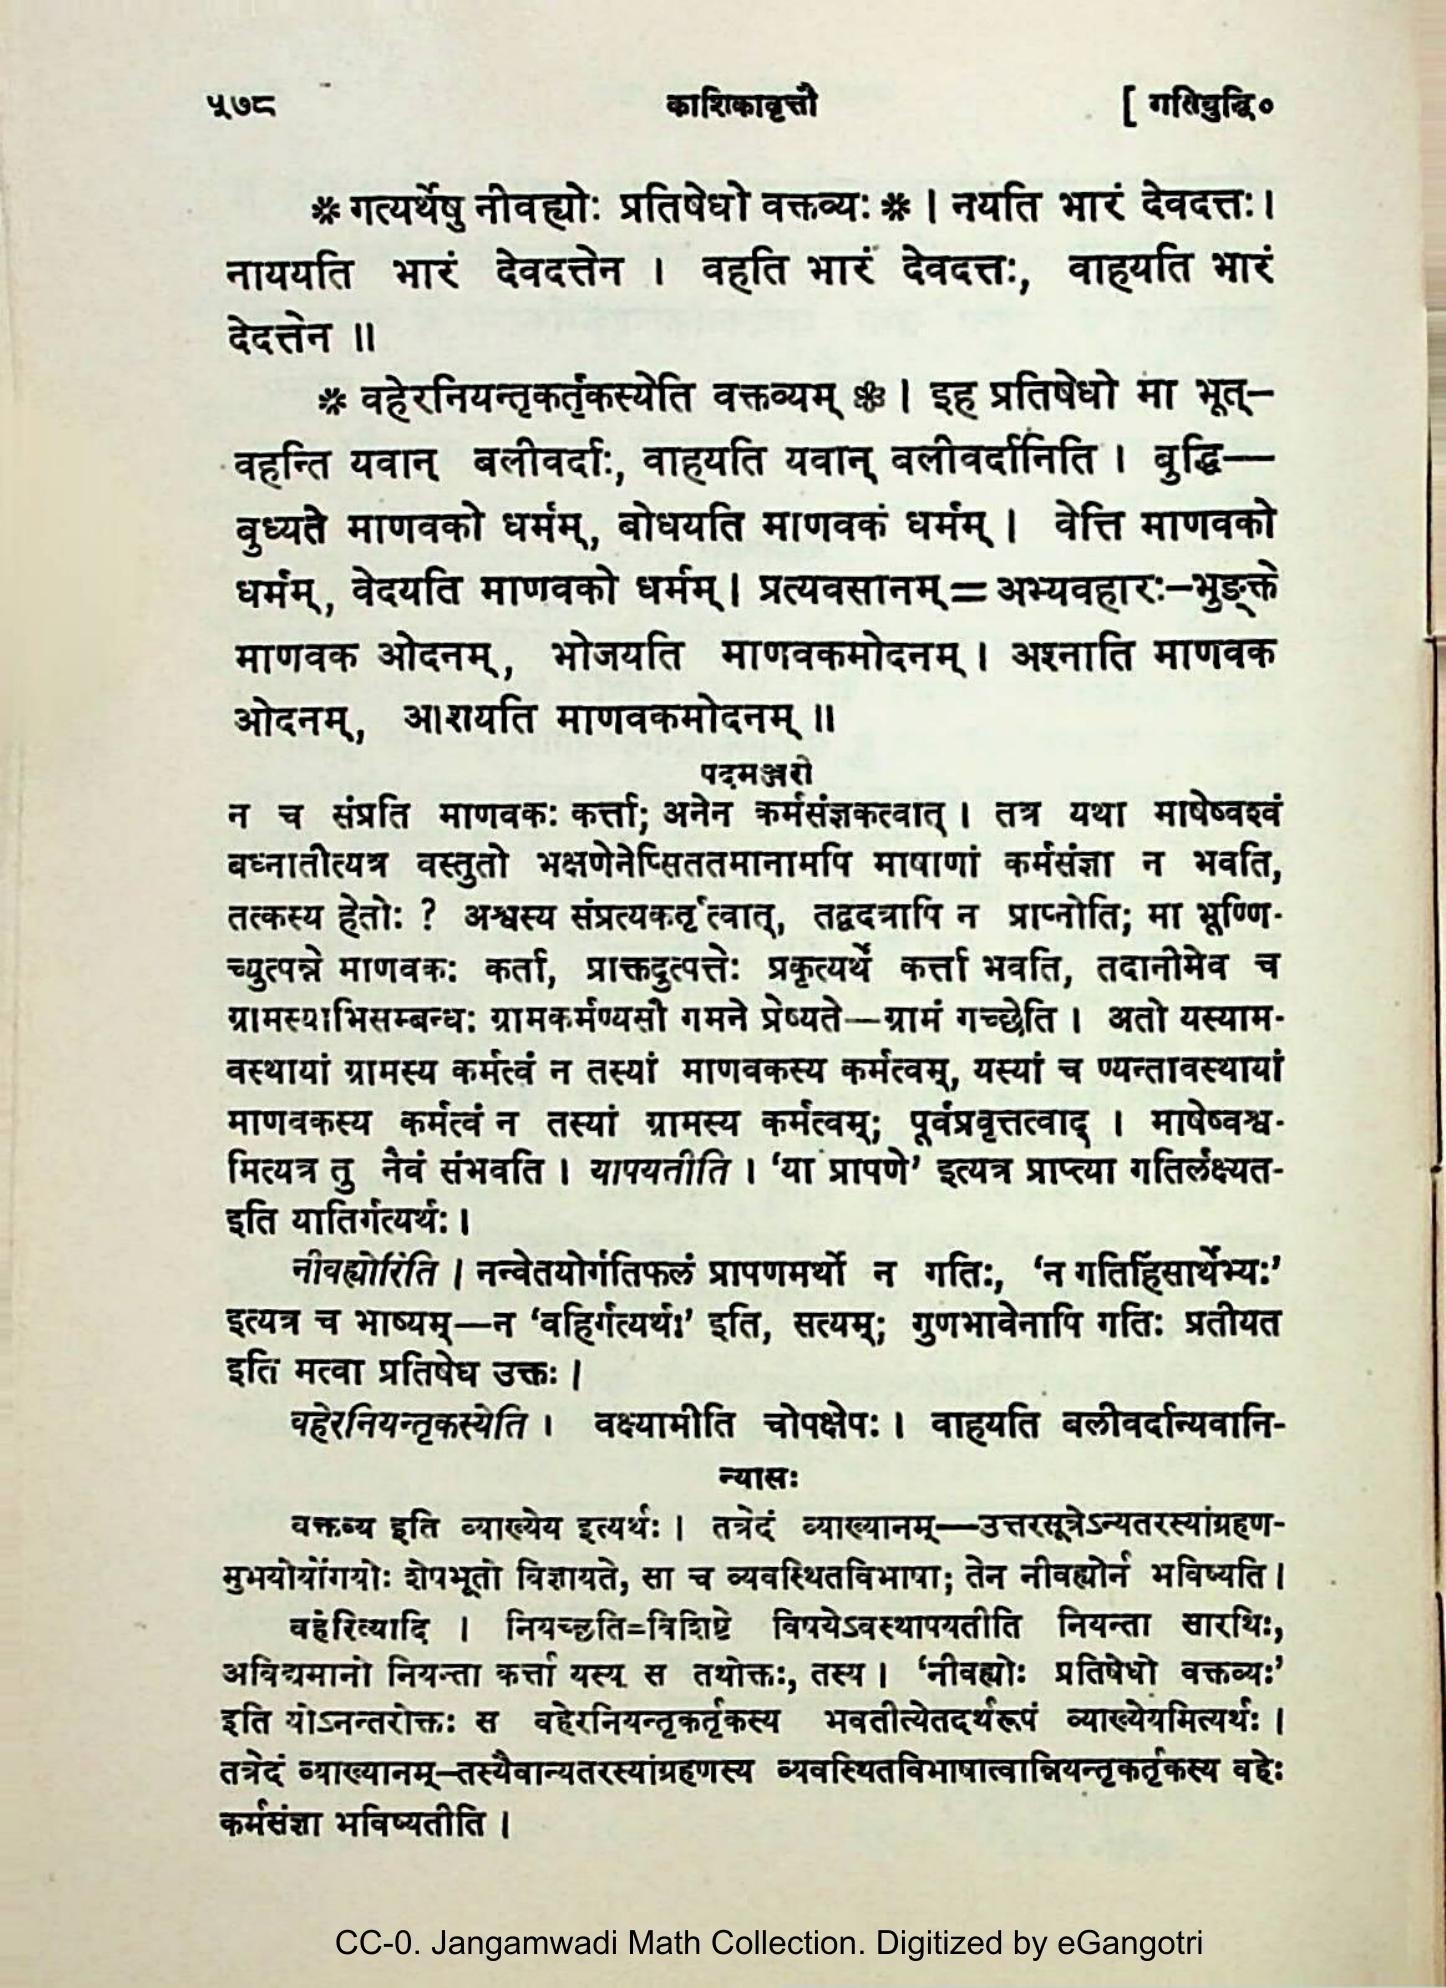 ५७८ काशिकावृत्तौ [ गतिबुद्धि०
* गत्यर्थेषु नीवह्योः प्रतिषेधो वक्तव्यः * । नयति भारं देवदत्तः ।
नाययति भारं देवदत्तेन । वहति भारं देवदत्तः, वाहयति भारं
देदत्तेन ॥
* वहेरनियन्तृकर्तृकस्येति वक्तव्यम् * । इह प्रतिषेधो मा भूत्–
वहन्ति यवान् बलीवर्दाः, वाहयति यवान् वलीवर्दानिति । बुद्धि—
बुध्यते माणवको धर्मम्, बोधयति माणवकं धर्मम् । वेत्ति माणवको
धर्मम्, वेदयति माणवको धर्मम् । प्रत्यवसानम् = अभ्यवहारः–भुङ्क्ते
माणवक ओदनम्, भोजयति माणवकमोदनम् । अश्नाति माणवक
ओदनम्, आशयति माणवकमोदनम् ॥
पदमञ्जरी
न च संप्रति माणवकः कर्त्ता; अनेन कर्मसंज्ञकत्वात् । तत्र यथा माषेष्वश्वं
बध्नातीत्यत्र वस्तुतो भक्षणेनेप्सिततमानामपि माषाणां कर्मसंज्ञा न भवति,
तत्कस्य हेतोः ? अश्वस्य संप्रत्यकर्तृत्वात्, तद्वदत्रापि न प्राप्नोति; मा भूण्णि-
च्युत्पन्ने माणवकः कर्ता, प्राक्तदुत्पत्तेः प्रकृत्यर्थे कर्त्ता भवति, तदानीमेव च
ग्रामस्याभिसम्बन्धः ग्रामकर्मण्यसौ गमने प्रेष्यते—ग्रामं गच्छेति । अतो यस्याम-
वस्थायां ग्रामस्य कर्मत्वं न तस्यां माणवकस्य कर्मत्वम्, यस्यां च ण्यन्तावस्थायां
माणवकस्य कर्मत्वं न तस्यां ग्रामस्य कर्मत्वम्; पूर्वप्रवृत्तत्वाद् । माषेष्वश्व-
मित्यत्र तु नैवं संभवति । यापयतीति । ‘या प्रापणे’ इत्यत्र प्राप्त्या गतिर्लक्ष्यत-
इति यातिर्गत्यर्थः ।
नीवह्योरिति । नन्वेतयोर्गतिफलं प्रापणमर्थो न गतिः, ‘न गतिहिंसार्थेभ्यः’
इत्यत्र च भाष्यम्—न ‘वहिर्गत्यर्थः’ इति, सत्यम्; गुणभावेनापि गतिः प्रतीयत
इति मत्वा प्रतिषेध उक्तः ।
वहेरनियन्तृकस्येति । वक्ष्यामीति चोपक्षेपः । वाहयति बलीवर्दान्यवानि-
न्यासः
वक्तव्य इति व्याख्येय इत्यर्थः । तत्रेदं व्याख्यानम्—उत्तरसूत्रेऽन्यतरस्यांग्रहण-
मुभयोर्योगयोः शेपभूतो विज्ञायते, सा च व्यवस्थितविभाषा; तेन नीवह्योर्न भविष्यति ।
वहेरित्यादि । नियच्छति=विशिष्टे विषयेऽवस्थापयतीति नियन्ता सारथिः,
अविद्यमानो नियन्ता कर्त्ता यस्य स तथोक्तः, तस्य । ‘नीवह्योः प्रतिषेधो वक्तव्यः’
इति योऽनन्तरोक्तः स वहेरनियन्तृकर्तृकस्य भवतीत्येतदर्थरूपं व्याख्येयमित्यर्थः ।
तत्रेदं व्याख्यानम्–तस्यैवान्यतरस्यांग्रहणस्य व्यवस्थितविभाषात्वान्नियन्तृकर्तृकस्य वहेः
कर्मसंज्ञा भविष्यतीति ।
CC-0. Jangamwadi Math Collection. Digitized by eGangotri